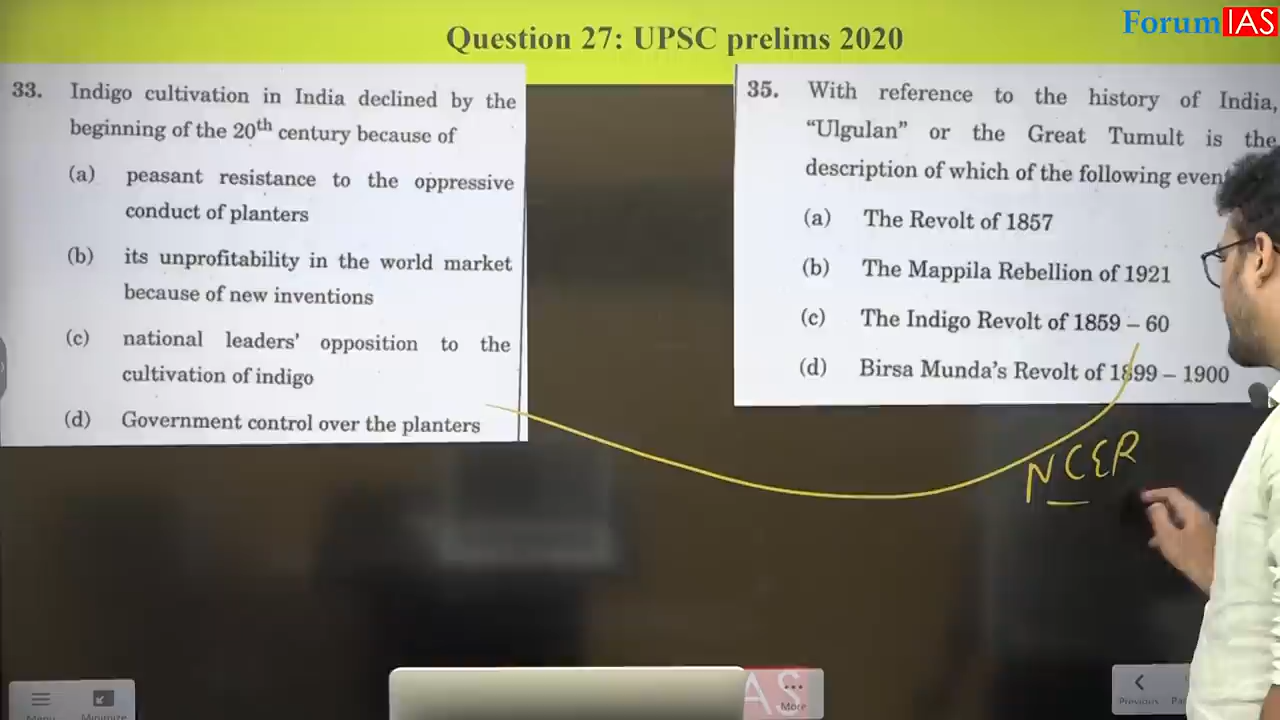 Question 27: UPSC prelims 2020
ForumIAS
33. Indigo cultivation in India declined by the
beginning of the 20th century because of
(a) peasant resistance to the oppressive
conduct of planters
(b) its unprofitability in the world market
because of new inventions
(c) national leaders' opposition to the
cultivation of indigo
(d) Government control over the planters
35. With reference to the history of India,
"Ulgulan" or the Great Tumult is the
description of which of the following
(a) The Revolt of 1857
(b) The Mappila Rebellion of 1921
(c) The Indigo Revolt of 1859 – 60
(d) Birsa Munda's Revolt of 1899 – 1900
NCER
AS
Menu
Minimize
More
Previous